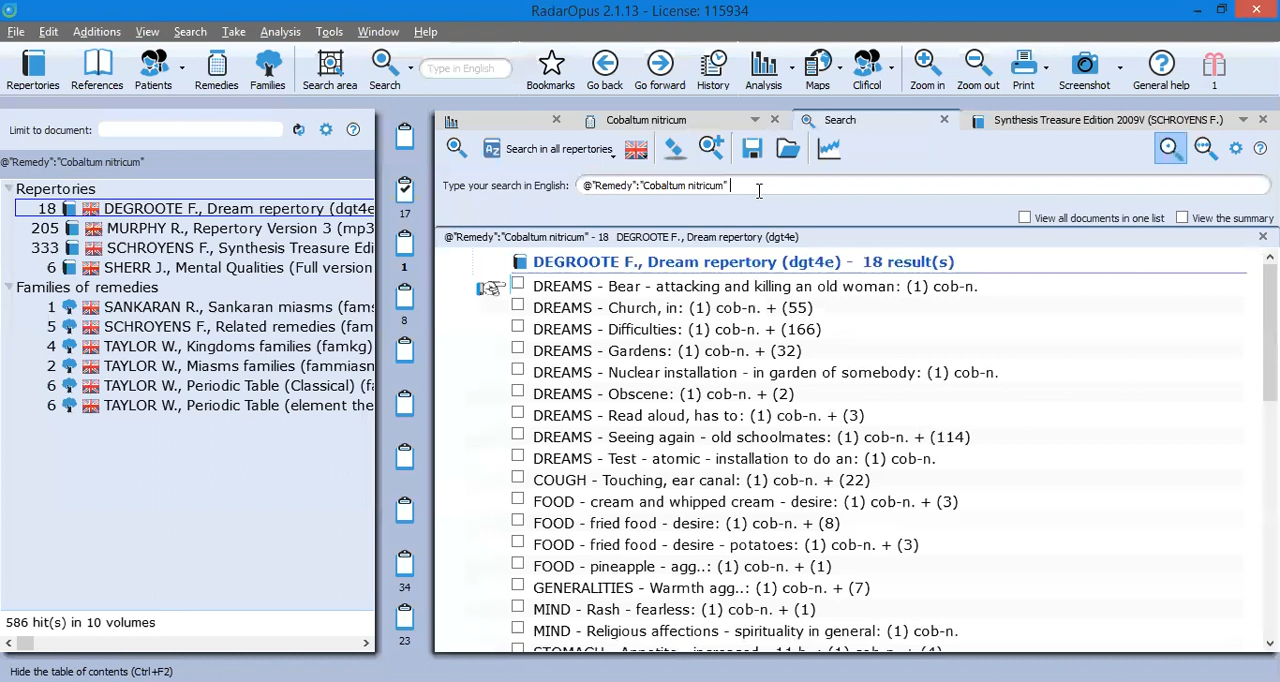 RadarOpus 2.1.13 - License: 115934
File Edit Additions View Search Take Analysis Tools Window Help
Type in English
Repertories References Patients Remedies Families Search area Search Bookmarks Go back Go forward History Analysis Maps Clificol Zoom in Zoom out Print Screenshot General help 1
Limit to document:
@"Remedy":"Cobaltum nitricum"
Repertories
18 DEGROOTE F., Dream repertory (dgt4e
205 MURPHY R., Repertory Version 3 (mp3
333 SCHROYENS F., Synthesis Treasure Edi
6 SHERR J., Mental Qualities (Full version
Families of remedies
1 SANKARAN R., Sankaran miasms (fams
5 SCHROYENS F., Related remedies (fam
4 TAYLOR W., Kingdoms families (famkg)
2 TAYLOR W., Miasms families (fammiasn
6 TAYLOR W., Periodic Table (Classical) (fa
6 TAYLOR W., Periodic Table (element the
586 hit(s) in 10 volumes
Hide the table of contents (Ctrl+F2)
17
1
8
34
23
Cobaltum nitricum Search Synthesis Treasure Edition 2009V (SCHROYENS F.)
AZ Search in all repertories
Type your search in English: @"Remedy":"Cobaltum nitricum"
View all documents in one list View the summary
@"Remedy":"Cobaltum nitricum" - 18 DEGROOTE F., Dream repertory (dgt4e)
DEGROOTE F., Dream repertory (dgt4e) - 18 result(s)
DREAMS - Bear - attacking and killing an old woman: (1) cob-n.
DREAMS - Church, in: (1) cob-n. + (55)
DREAMS - Difficulties: (1) cob-n. + (166)
DREAMS - Gardens: (1) cob-n. + (32)
DREAMS - Nuclear installation - in garden of somebody: (1) cob-n.
DREAMS - Obscene: (1) cob-n. + (2)
DREAMS - Read aloud, has to: (1) cob-n. + (3)
DREAMS - Seeing again - old schoolmates: (1) cob-n. + (114)
DREAMS - Test - atomic - installation to do an: (1) cob-n.
COUGH - Touching, ear canal: (1) cob-n. + (22)
FOOD - cream and whipped cream - desire: (1) cob-n. + (3)
FOOD - fried food - desire: (1) cob-n. + (8)
FOOD - fried food - desire - potatoes: (1) cob-n. + (3)
FOOD - pineapple - agg..: (1) cob-n. + (1)
GENERALITIES - Warmth agg..: (1) cob-n. + (7)
MIND - Rash - fearless: (1) cob-n. + (1)
MIND - Religious affections - spirituality in general: (1) cob-n.
STOMACH - Appetite - increased - 11 h.: (1) cob-n. + (4)